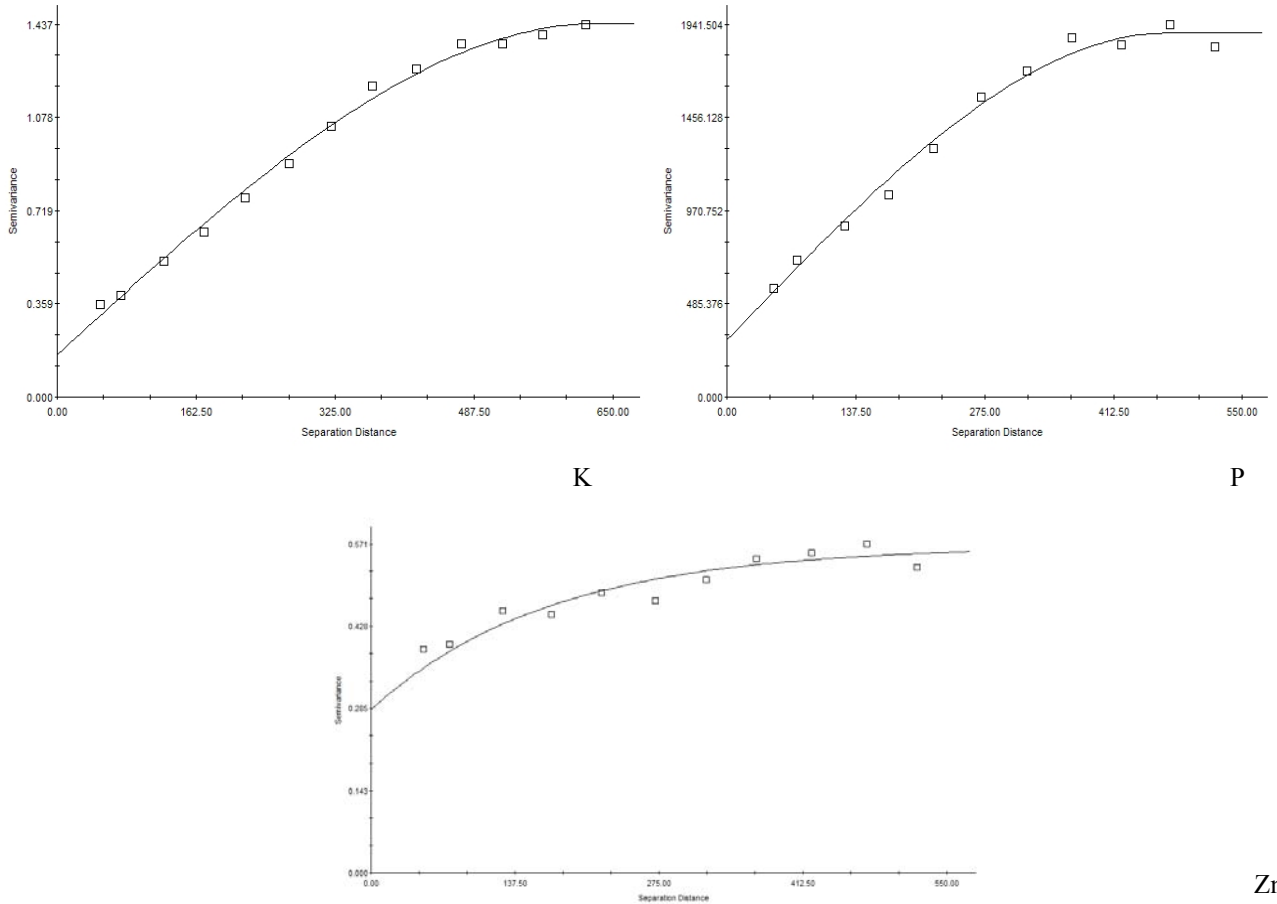 1.437
1.078
0.719
0.359
0.000
Semivariance
0.00 162.50 325.00 487.50 650.00
Separation Distance
K
1941.504
1456.128
970.752
485.376
0.000
Semivariance
0.00 137.50 275.00 412.50 550.00
Separation Distance
P
0.571
0.428
0.285
0.143
0.000
Semivariance
0.00 137.50 275.00 412.50 550.00
Separation Distance
Zn